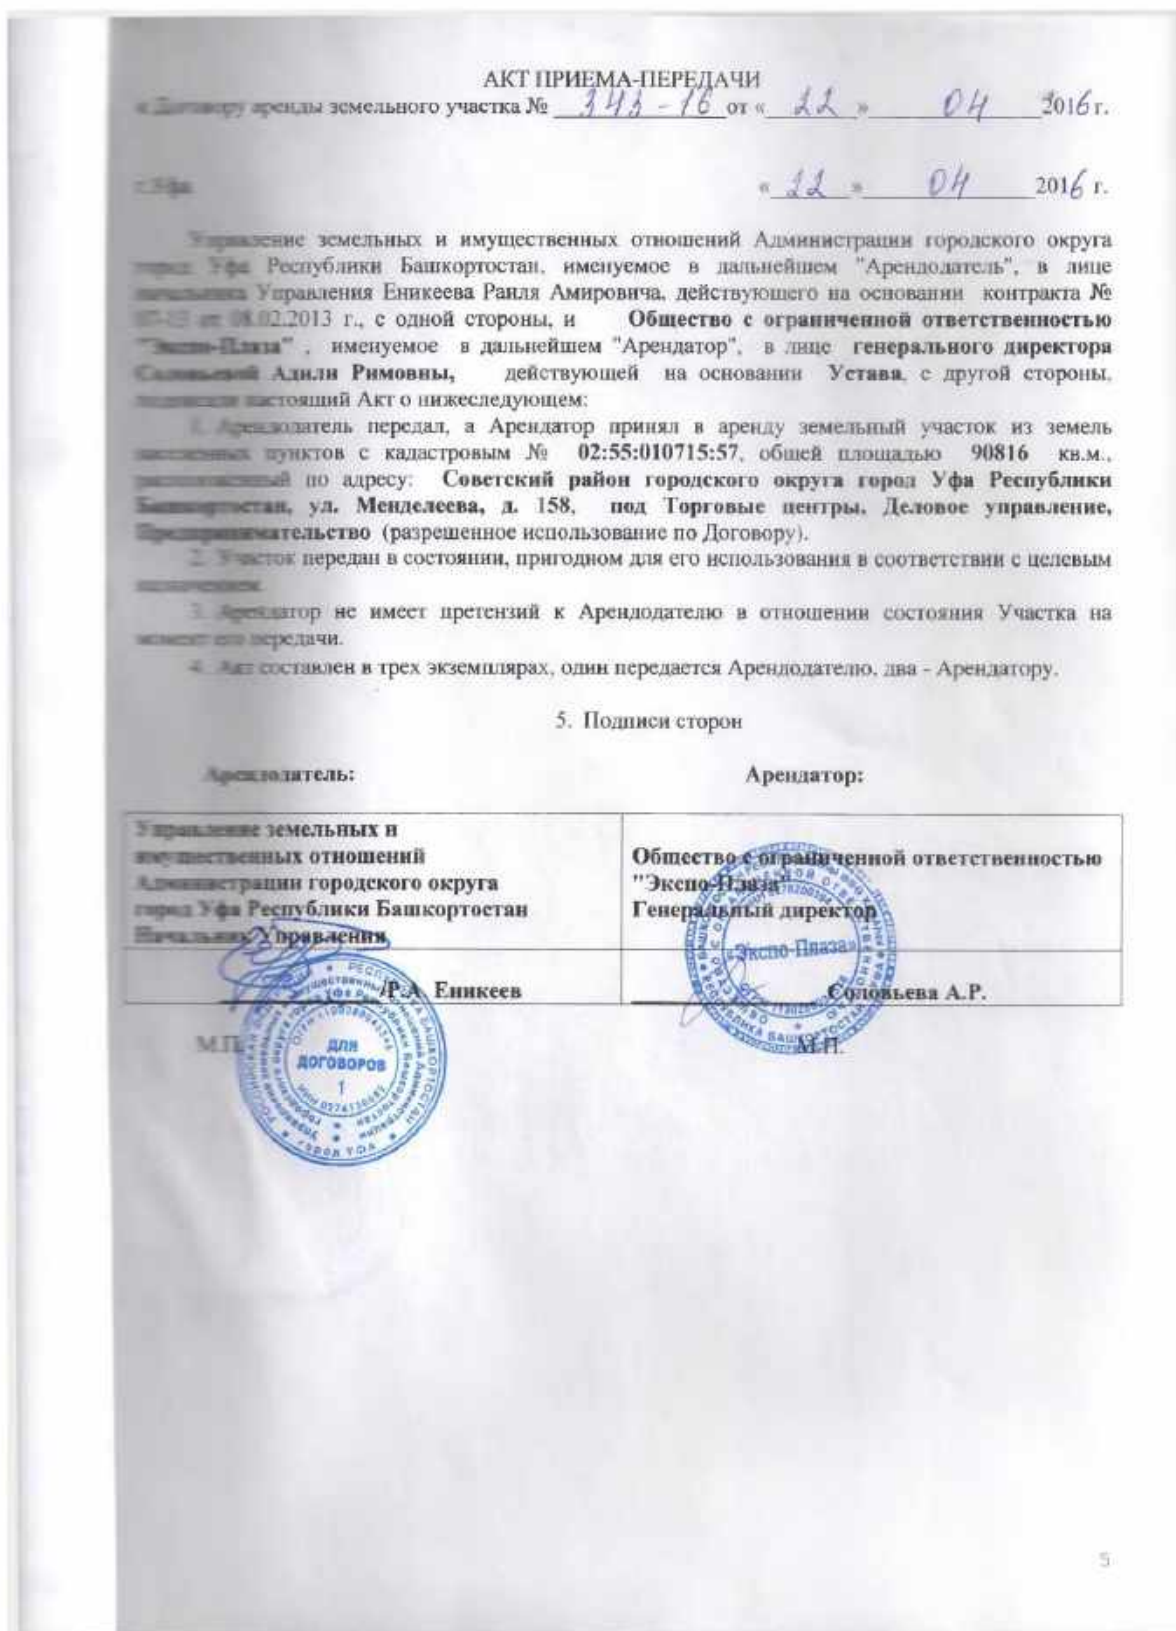 АКТ ПРИЕМА-ПЕРЕДАЧИ
к Договору аренды земельного участка № 343-16 от « 22 » 04 2016 г.
г. Уфа « 22 » 04 2016 г.
Управление земельных и имущественных отношений Администрации городского округа
город Уфа Республики Башкортостан, именуемое в дальнейшем "Арендодатель", в лице
начальника Управления Еникеева Раиля Амировича, действующего на основании контракта №
от 08.02.2013 г., с одной стороны, и Общество с ограниченной ответственностью
"Экспо-Плаза" , именуемое в дальнейшем "Арендатор", в лице генерального директора
Соловьевой Адили Римовны, действующей на основании Устава, с другой стороны,
подписали настоящий Акт о нижеследующем:
1. Арендодатель передал, а Арендатор принял в аренду земельный участок из земель
населенных пунктов с кадастровым № 02:55:010715:57, общей площадью 90816 кв.м.,
расположенный по адресу: Советский район городского округа город Уфа Республики
Башкортостан, ул. Менделеева, д. 158, под Торговые центры, Деловое управление,
Предпринимательство (разрешенное использование по Договору).
2. Участок передан в состоянии, пригодном для его использования в соответствии с целевым
назначением.
3. Арендатор не имеет претензий к Арендодателю в отношении состояния Участка на
момент его передачи.
4. Акт составлен в трех экземплярах, один передается Арендодателю, два - Арендатору.
5. Подписи сторон
Арендодатель: Арендатор:
Управление земельных и
имущественных отношений
Администрации городского округа
город Уфа Республики Башкортостан
Начальник Управления
Общество с ограниченной ответственностью
"Экспо-Плаза"
Генеральный директор
/Р.А. Еникеев
Соловьева А.Р.
М.П.
М.П.
«Экспо-Плаза»
ДЛЯ
ДОГОВОРОВ
1
5